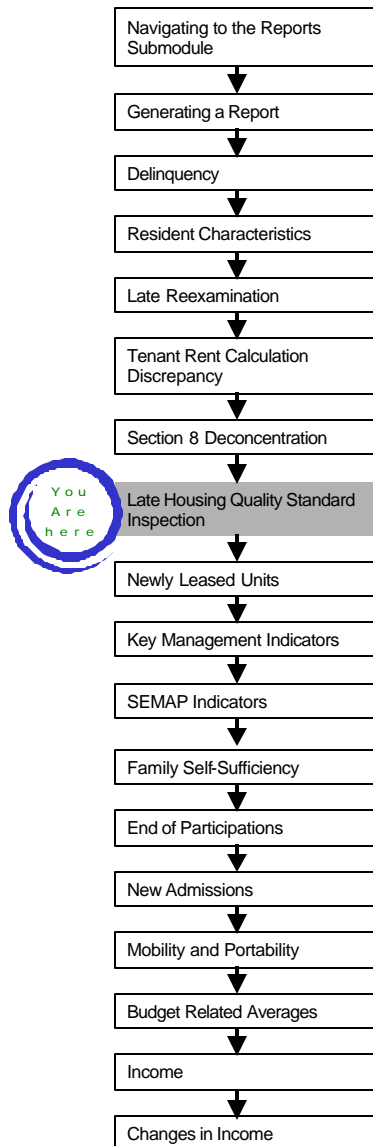 Navigating to the Reports
Submodule
Generating a Report
Delinquency
Resident Characteristics
Late Reexamination
Tenant Rent Calculation
Discrepancy
Section 8 Deconcentration
You
Are
here
Late Housing Quality Standard
Inspection
Newly Leased Units
Key Management Indicators
SEMAP Indicators
Family Self-Sufficiency
End of Participations
New Admissions
Mobility and Portability
Budget Related Averages
Income
Changes in Income